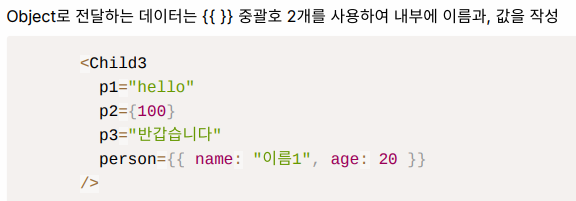 Object로 전달하는 데이터는 {{ }} 중괄호 2개를 사용하여 내부에 이름과, 값을 작성
<Child3
p1="hello"
p2={100}
p3="반갑습니다"
person={{ name: "이름1", age: 20 }}
/>